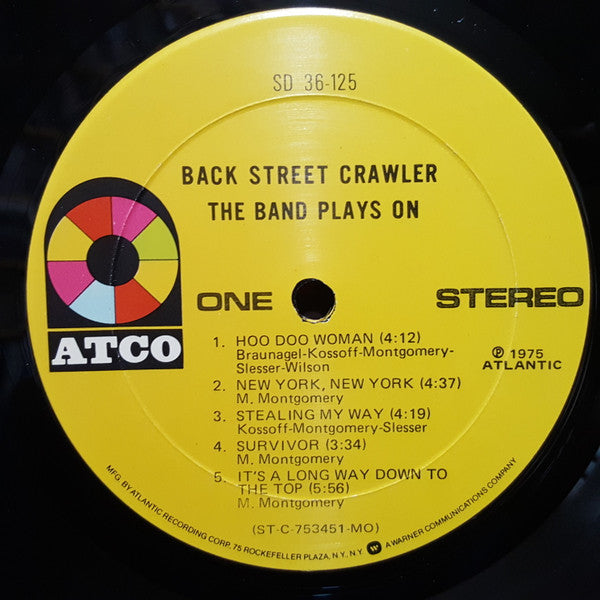 SD 36-125
BACK STREET CRAWLER
THE BAND PLAYS ON
ATCO
ONE
STEREO
℗ 1975
ATLANTIC
1. HOO DOO WOMAN (4:12)
Braunagel-Kossoff-Montgomery-
Slesser-Wilson
2. NEW YORK, NEW YORK (4:37)
M. Montgomery
3. STEALING MY WAY (4:19)
Kossoff-Montgomery-Slesser
4. SURVIVOR (3:34)
M. Montgomery
5. IT'S A LONG WAY DOWN TO
THE TOP (5:56)
M. Montgomery
(ST-C-753451-MO)
MFG. BY ATLANTIC RECORDING CORP. 75 ROCKEFELLER PLAZA, N.Y. N.Y. W A WARNER COMMUNICATIONS COMPANY